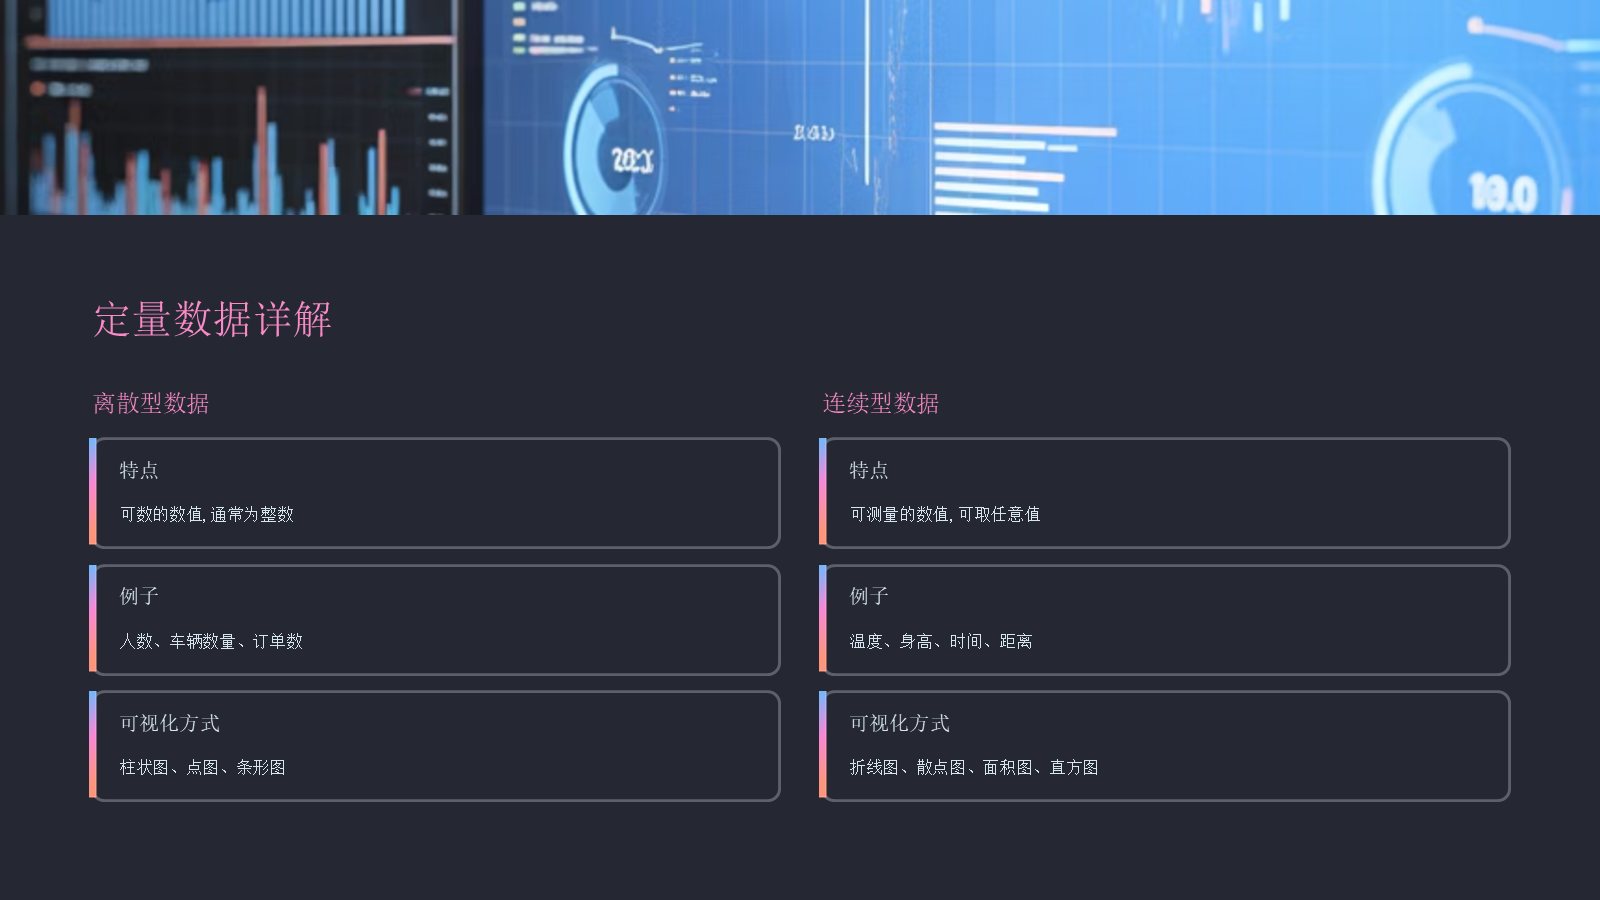 定量数据详解
离散型数据
特点
可数的数值, 通常为整数
例子
人数、车辆数量、订单数
可视化方式
柱状图、点图、条形图
连续型数据
特点
可测量的数值, 可取任意值
例子
温度、身高、时间、距离
可视化方式
折线图、散点图、面积图、直方图